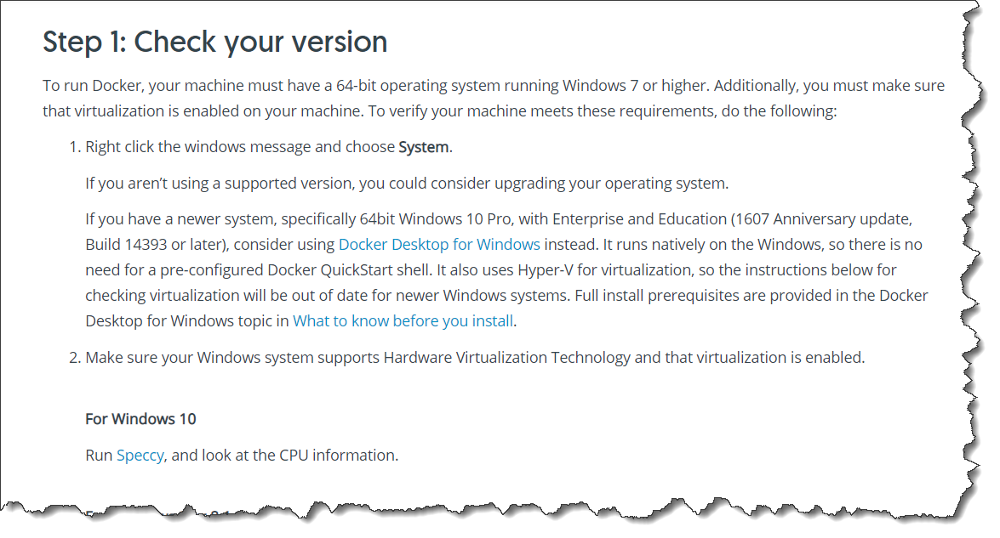 Step 1: Check your version
To run Docker, your machine must have a 64-bit operating system running Windows 7 or higher. Additionally, you must make sure
that virtualization is enabled on your machine. To verify your machine meets these requirements, do the following:
1. Right click the windows message and choose System.
If you aren’t using a supported version, you could consider upgrading your operating system.
If you have a newer system, specifically 64bit Windows 10 Pro, with Enterprise and Education (1607 Anniversary update,
Build 14393 or later), consider using Docker Desktop for Windows instead. It runs natively on the Windows, so there is no
need for a pre-configured Docker QuickStart shell. It also uses Hyper-V for virtualization, so the instructions below for
checking virtualization will be out of date for newer Windows systems. Full install prerequisites are provided in the Docker
Desktop for Windows topic in What to know before you install.
2. Make sure your Windows system supports Hardware Virtualization Technology and that virtualization is enabled.
For Windows 10
Run Speccy, and look at the CPU information.